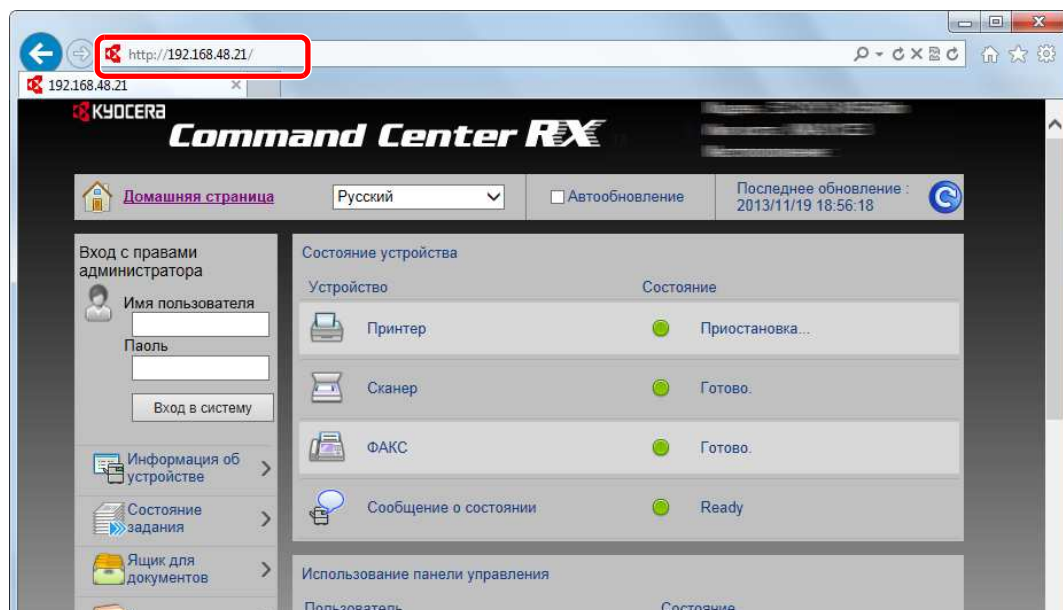 http://192.168.48.21/
192.168.48.21
KYOCERA
Command Center RX
Домашняя страница
Русский
Автообновление
Последнее обновление :
2013/11/19 18:56:18
Вход с правами
администратора
Имя пользователя
Паоль
Вход в систему
Информация об
устройстве
Состояние
задания
Ящик для
документов
Состояние устройства
Устройство Состояние
Принтер Приостановка...
Сканер Готово.
ФАКС Готово.
Сообщение о состоянии Ready
Использование панели управления
Пользователь Состояние